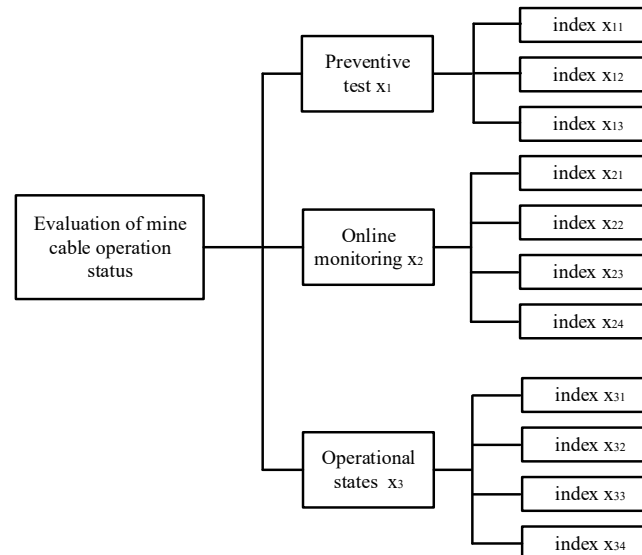 Evaluation of mine
cable operation
status
Preventive
test x₁
index x₁₁
index x₁₂
index x₁₃
Online
monitoring x₂
index x₂₁
index x₂₂
index x₂₃
index x₂₄
Operational
states x₃
index x₃₁
index x₃₂
index x₃₃
index x₃₄